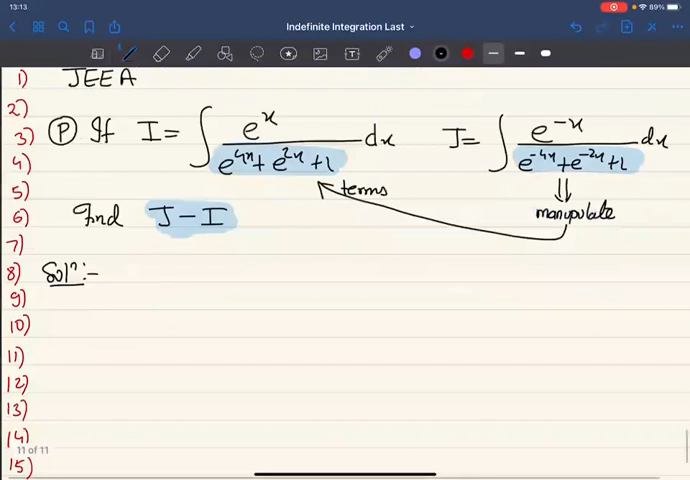 13:13
89%
Indefinite Integration Last
1) JEEA
2)
3) P If I = ∫ e^x / (e^4x + e^2x + 1) dx J = ∫ e^-x / (e^-4x + e^-2x + 1) dx
4)
5) terms
manipulate
6) Find J - I
7)
8) Solⁿ:-
9)
10)
11)
12)
13)
14)
11 of 11
15)